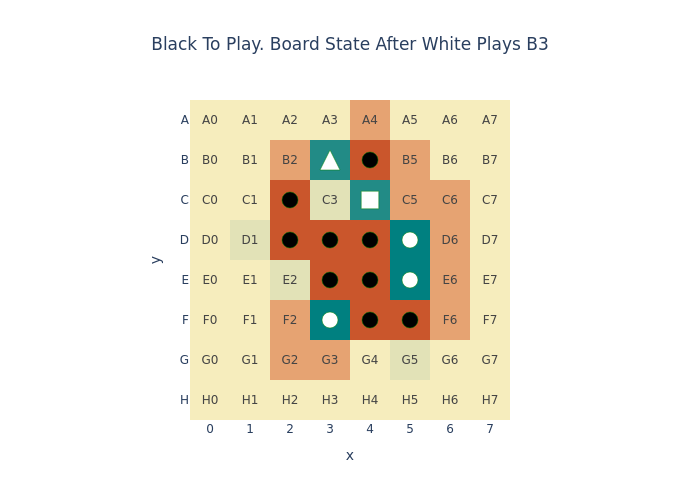 Black To Play. Board State After White Plays B3
A A0 A1 A2 A3 A4 A5 A6 A7
B B0 B1 B2 B5 B6 B7
C C0 C1 C3 C5 C6 C7
D D0 D1 D6 D7
y
E E0 E1 E2 E6 E7
F F0 F1 F2 F6 F7
G G0 G1 G2 G3 G4 G5 G6 G7
H H0 H1 H2 H3 H4 H5 H6 H7
0 1 2 3 4 5 6 7
x